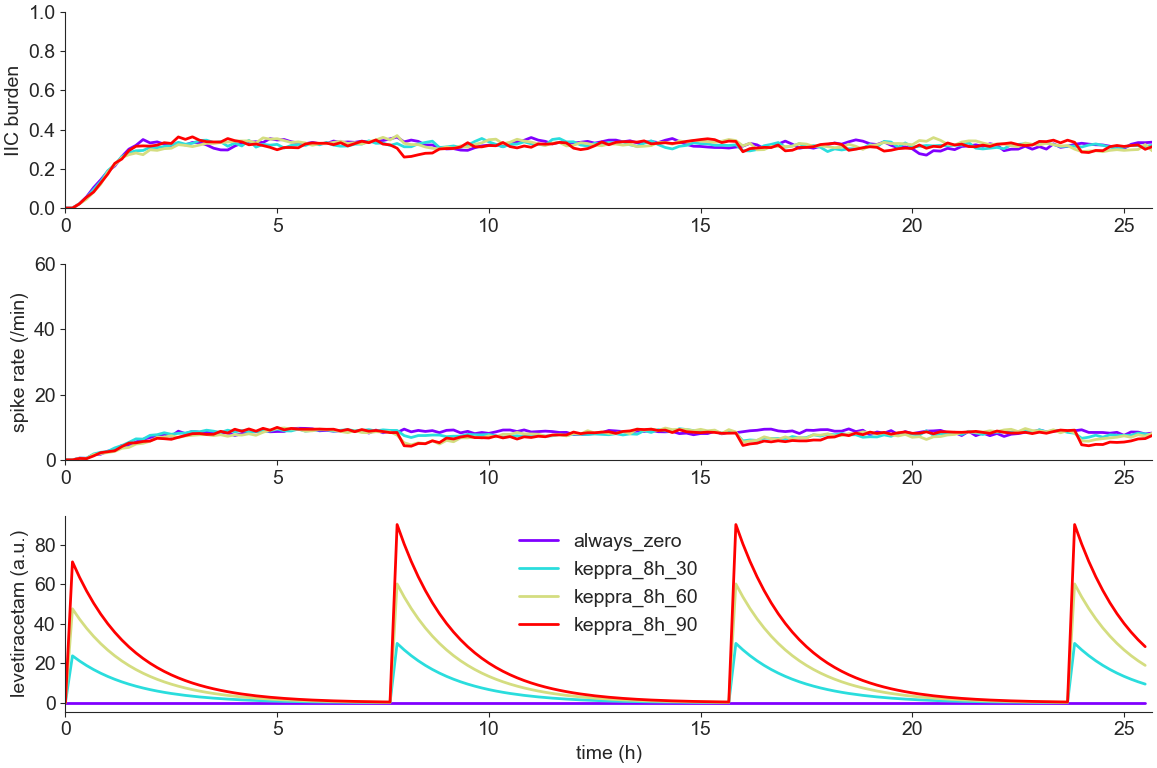 IIC burden
1.0
0.8
0.6
0.4
0.2
0.0
0 5 10 15 20 25
spike rate (/min)
60
40
20
0
0 5 10 15 20 25
levetiracetam (a.u.)
80
60
40
20
0
always_zero
keppra_8h_30
keppra_8h_60
keppra_8h_90
0 5 10 15 20 25
time (h)